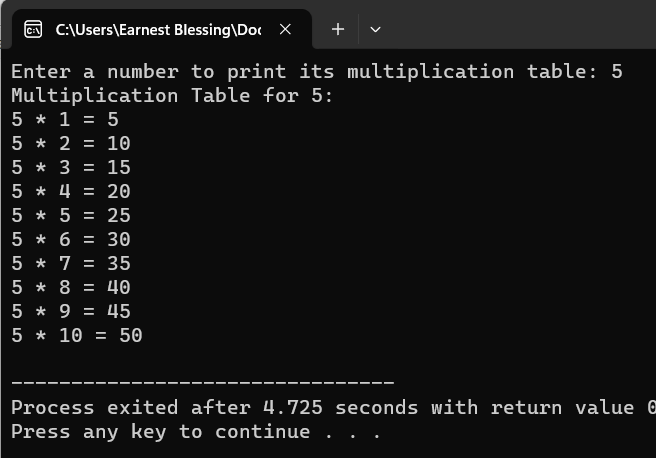 C:\Users\Earnest Blessing\Doc
Enter a number to print its multiplication table: 5
Multiplication Table for 5:
5 * 1 = 5
5 * 2 = 10
5 * 3 = 15
5 * 4 = 20
5 * 5 = 25
5 * 6 = 30
5 * 7 = 35
5 * 8 = 40
5 * 9 = 45
5 * 10 = 50
--------------------------------
Process exited after 4.725 seconds with return value 0
Press any key to continue . . .